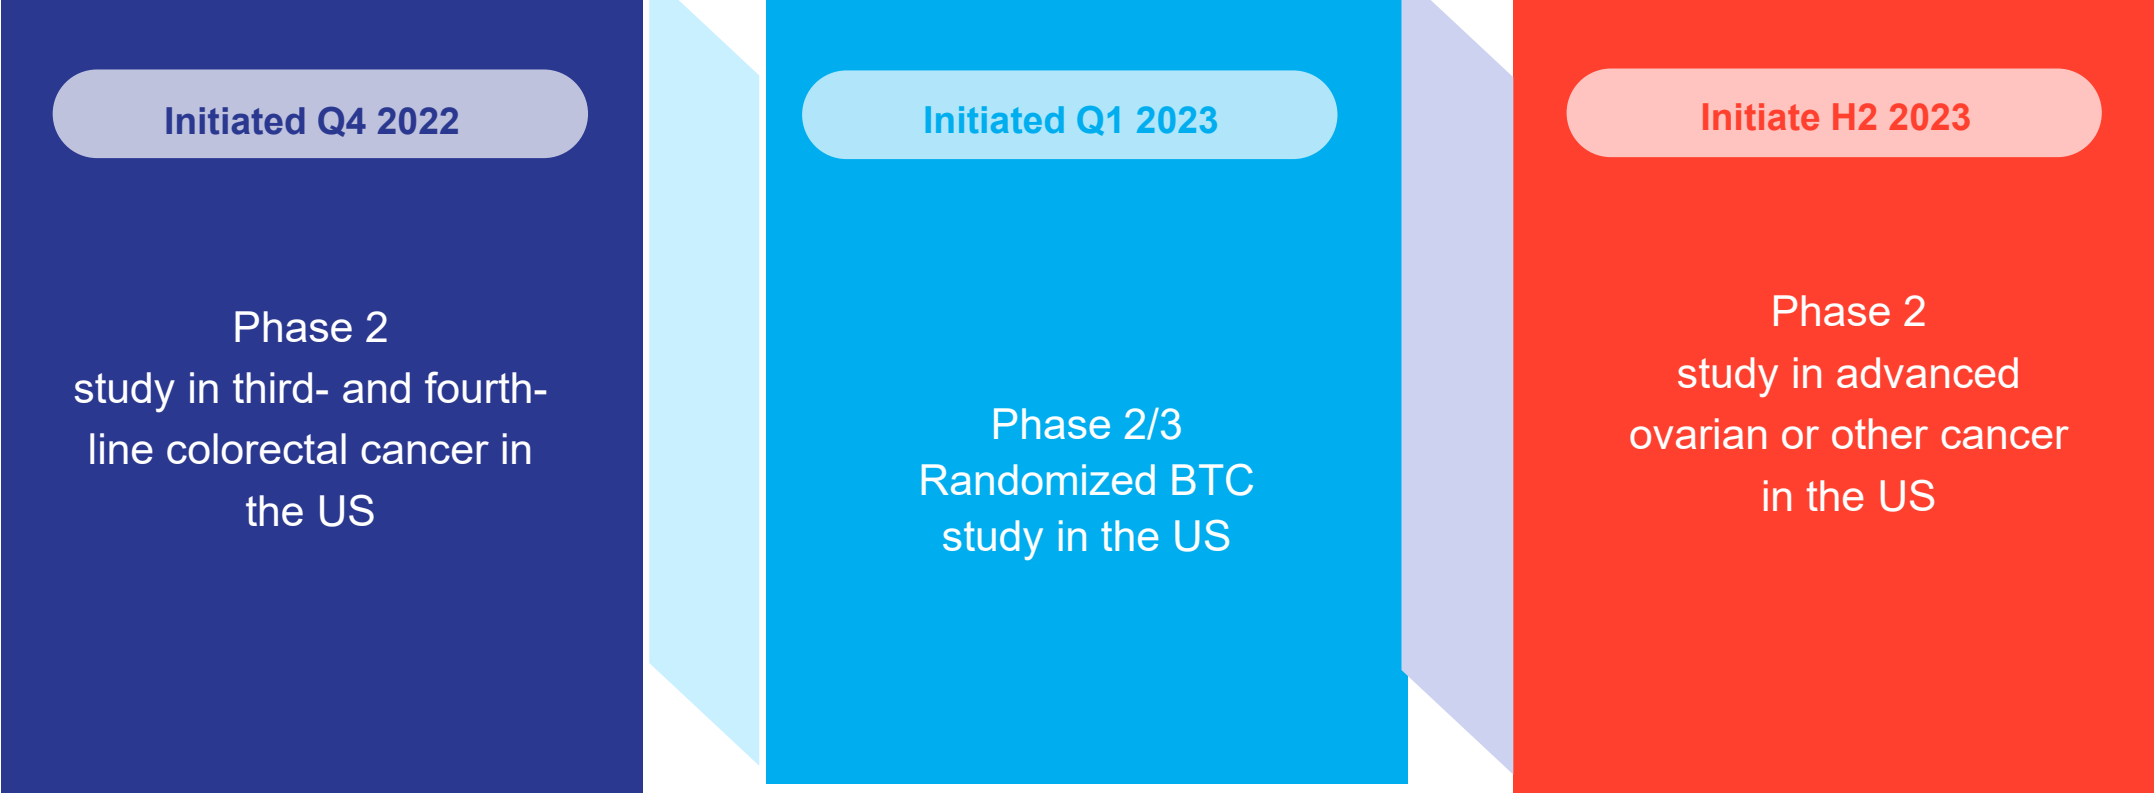 Initiated Q4 2022
Phase 2
study in third- and fourth-
line colorectal cancer in
the US
Initiated Q1 2023
Phase 2/3
Randomized BTC
study in the US
Initiate H2 2023
Phase 2
study in advanced
ovarian or other cancer
in the US